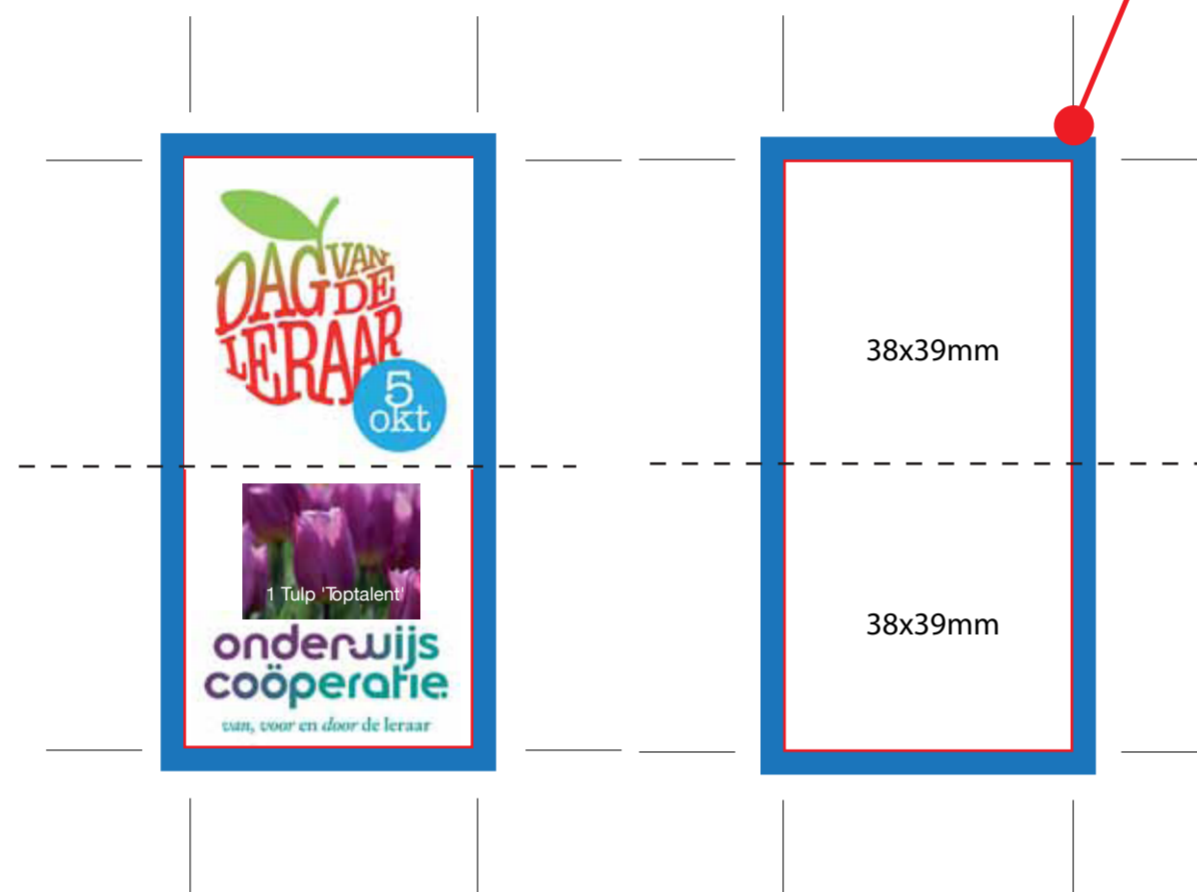 DAG VAN
DE
LERAAR
5
okt
1 Tulp 'Toptalent'
onderwijs
coöperatie
van, voor en door de leraar
38x39mm
38x39mm